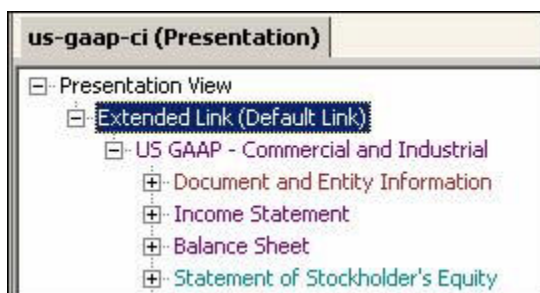 us-gaap-ci (Presentation)
Presentation View
Extended Link (Default Link)
US GAAP - Commercial and Industrial
Document and Entity Information
Income Statement
Balance Sheet
Statement of Stockholder's Equity